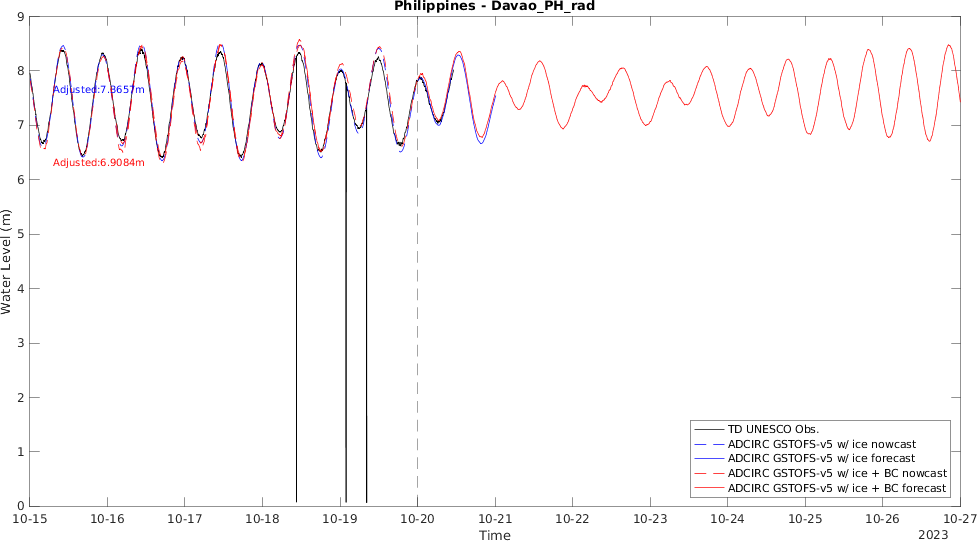 Philippines - Davao_PH_rad
9
8
7
6
5
4
3
2
1
0
Water Level (m)
Adjusted:7.3657m
Adjusted:6.9084m
TD UNESCO Obs.
ADCIRC GSTOFS-v5 w/ ice nowcast
ADCIRC GSTOFS-v5 w/ ice forecast
ADCIRC GSTOFS-v5 w/ ice + BC nowcast
ADCIRC GSTOFS-v5 w/ ice + BC forecast
10-15 10-16 10-17 10-18 10-19 10-20 10-21 10-22 10-23 10-24 10-25 10-26 10-27
Time
2023